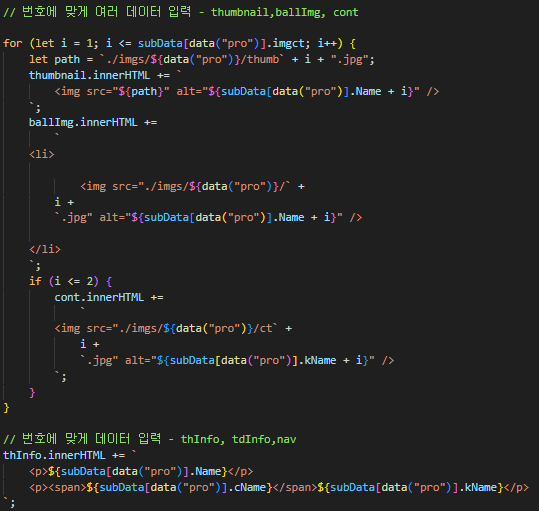 // 번호에 맞게 여러 데이터 입력 - thumbnail,ballImg, cont
for (let i = 1; i <= subData[data("pro")].imgct; i++) {
let path = `./imgs/${data("pro")}/thumb` + i + ".jpg";
thumbnail.innerHTML += `
<img src="${path}" alt="${subData[data("pro")].Name + i}" />
`;
ballImg.innerHTML +=
`
<li>
<img src="./imgs/${data("pro")}/` +
i +
`.jpg" alt="${subData[data("pro")].Name + i}" />
</li>
`;
if (i <= 2) {
cont.innerHTML +=
`
<img src="./imgs/${data("pro")}/ct` +
i +
`.jpg" alt="${subData[data("pro")].kName + i}" />
`;
}
}
// 번호에 맞게 데이터 입력 - thInfo, tdInfo,nav
thInfo.innerHTML += `
<p>${subData[data("pro")].Name}</p>
<p><span>${subData[data("pro")].cName}</span>${subData[data("pro")].kName}</p>
`;